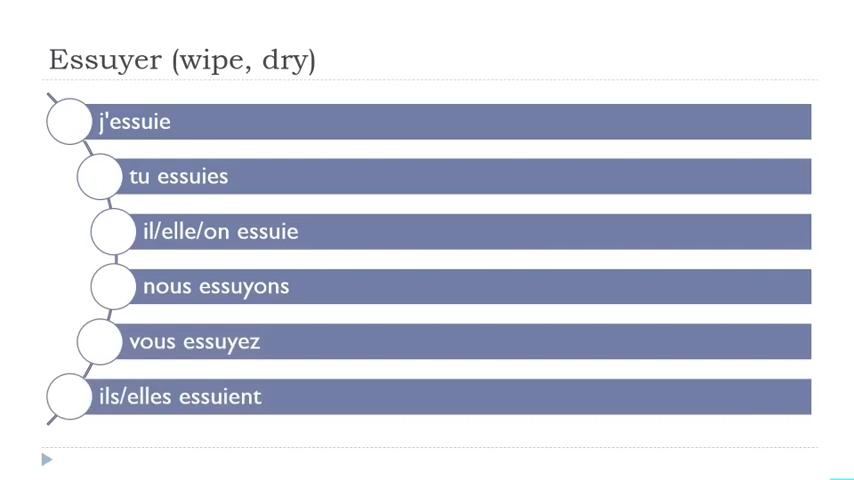 Essuyer (wipe, dry)
j'essuie
tu essuies
il/elle/on essuie
nous essuyons
vous essuyez
ils/elles essuient